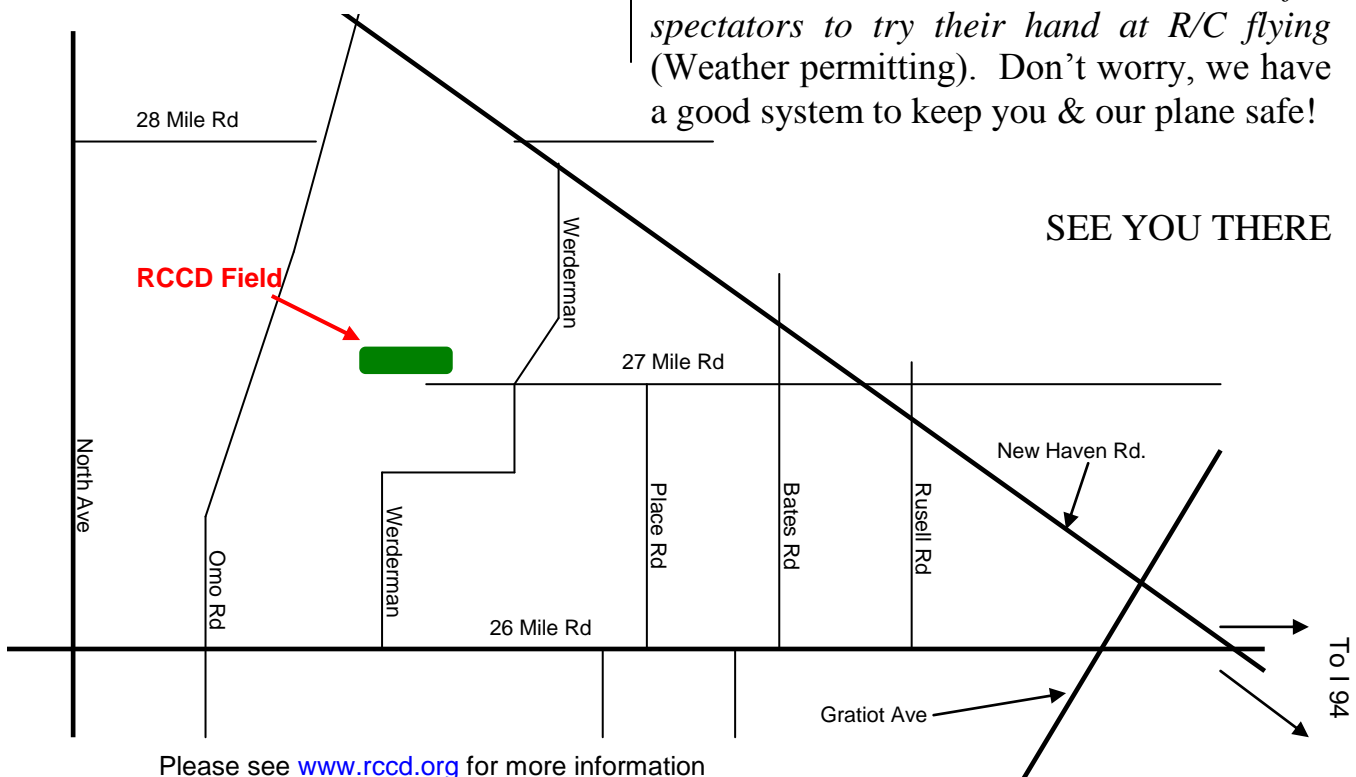 spectators to try their hand at R/C flying
(Weather permitting). Don't worry, we have
a good system to keep you & our plane safe!
28 Mile Rd
SEE YOU THERE
Werderman
RCCD Field
27 Mile Rd
North Ave
New Haven Rd.
Omo Rd
Werderman
Place Rd
Bates Rd
Rusell Rd
26 Mile Rd
To I 94
Gratiot Ave
Please see www.rccd.org for more information